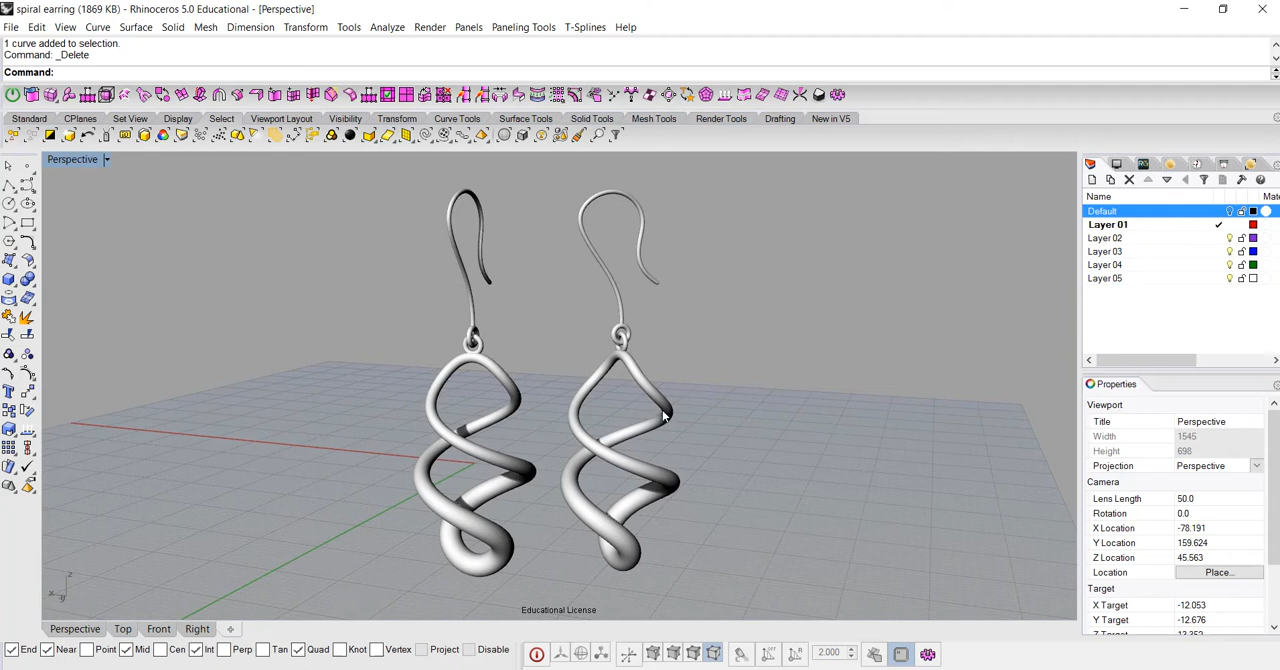 spiral earring (1869 KB) - Rhinoceros 5.0 Educational - [Perspective]
File Edit View Curve Surface Solid Mesh Dimension Transform Tools Analyze Render Panels Paneling Tools T-Splines Help
1 curve added to selection.
Command: _Delete
Command:
Standard CPlanes Set View Display Select Viewport Layout Visibility Transform Curve Tools Surface Tools Solid Tools Mesh Tools Render Tools Drafting New in V5
Perspective
Name Mate
Default
Layer 01
Layer 02
Layer 03
Layer 04
Layer 05
Properties
Viewport
Title Perspective
Width 1545
Height 698
Projection Perspective
Camera
Lens Length 50.0
Rotation 0.0
X Location -78.191
Y Location 159.624
Z Location 45.563
Location Place...
Target
X Target -12.053
Y Target -12.676
Z Target 13.352
z
x y
Educational License
Perspective Top Front Right
End Near Point Mid Cen Int Perp Tan Quad Knot Vertex Project Disable 2.000